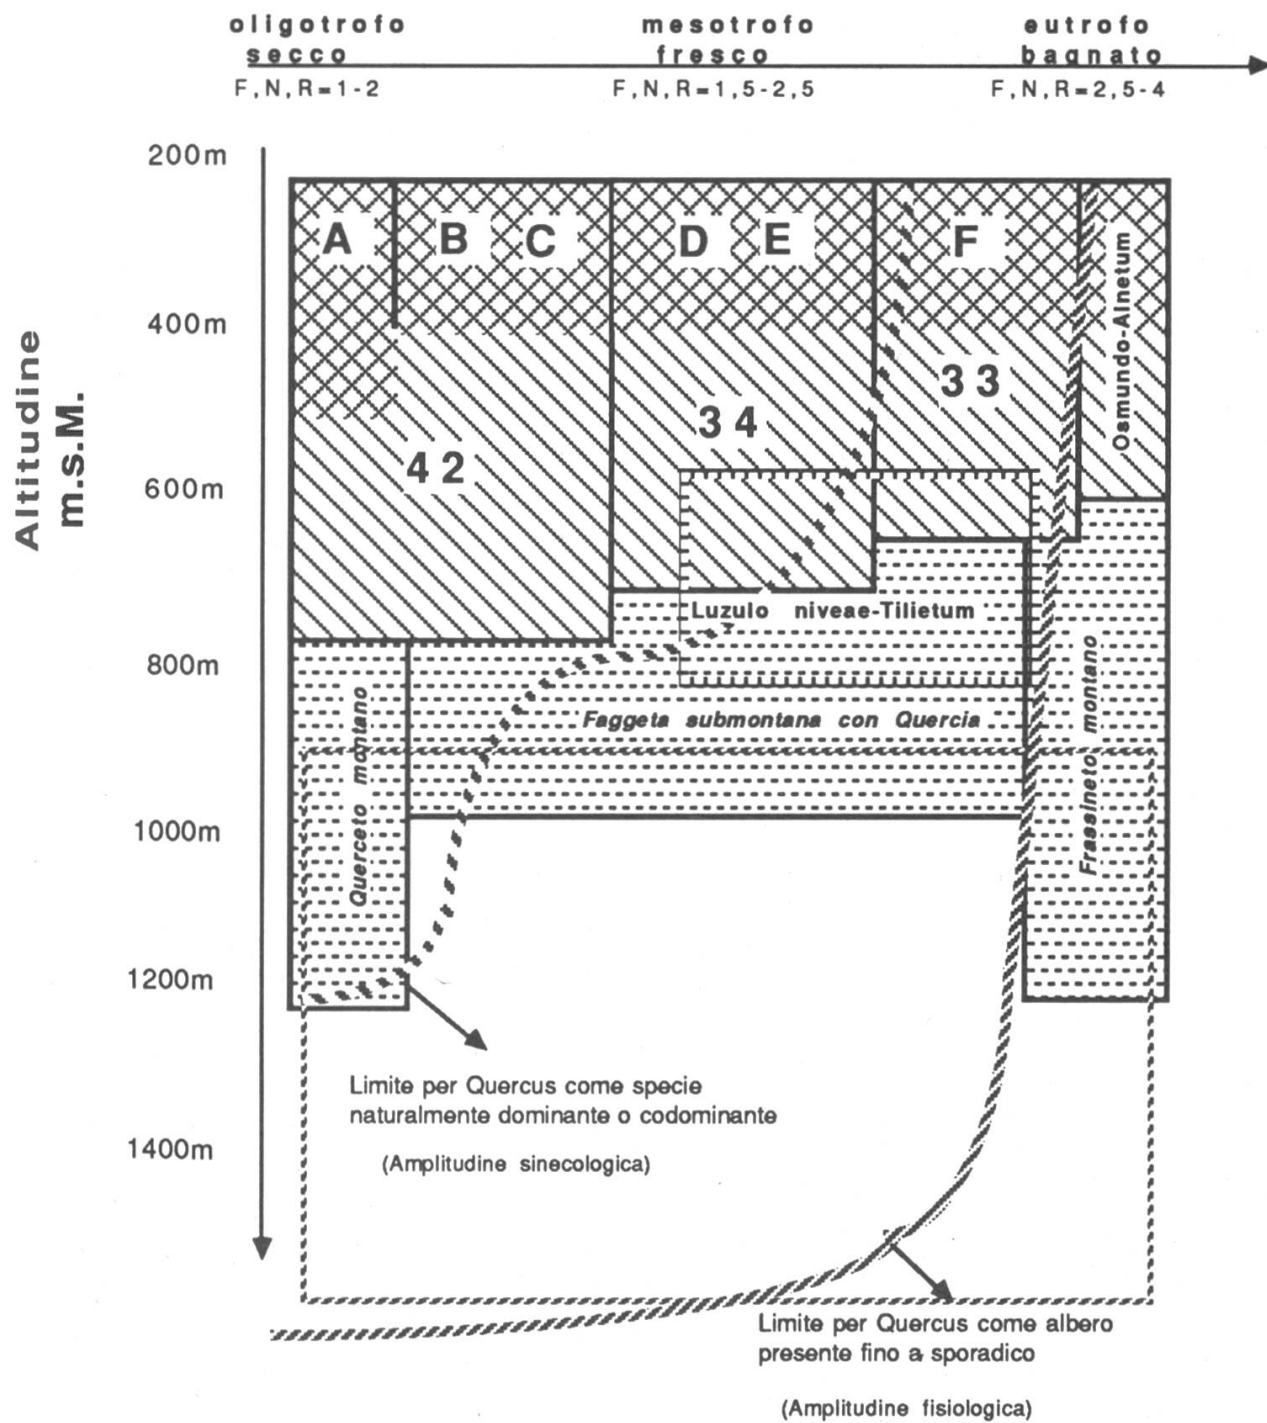 oligotrofo
secco
mesotrofo
fresco
eutrofo
bagnato
F,N,R=1-2
F,N,R=1,5-2,5
F,N,R=2,5-4
200m
400m
600m
800m
1000m
1200m
1400m
Altitudine
m.s.M.
A
B
C
D
E
F
Osmundo-Alnetum
33
34
42
Luzulo niveae-Tilietum
Faggeta submontana con Quercia
Querceto montano
Frassineto montano
Limite per Quercus come specie
naturalmente dominante o codominante
(Amplitudine sinecologica)
Limite per Quercus come albero
presente fino a sporadico
(Amplitudine fisiologica)